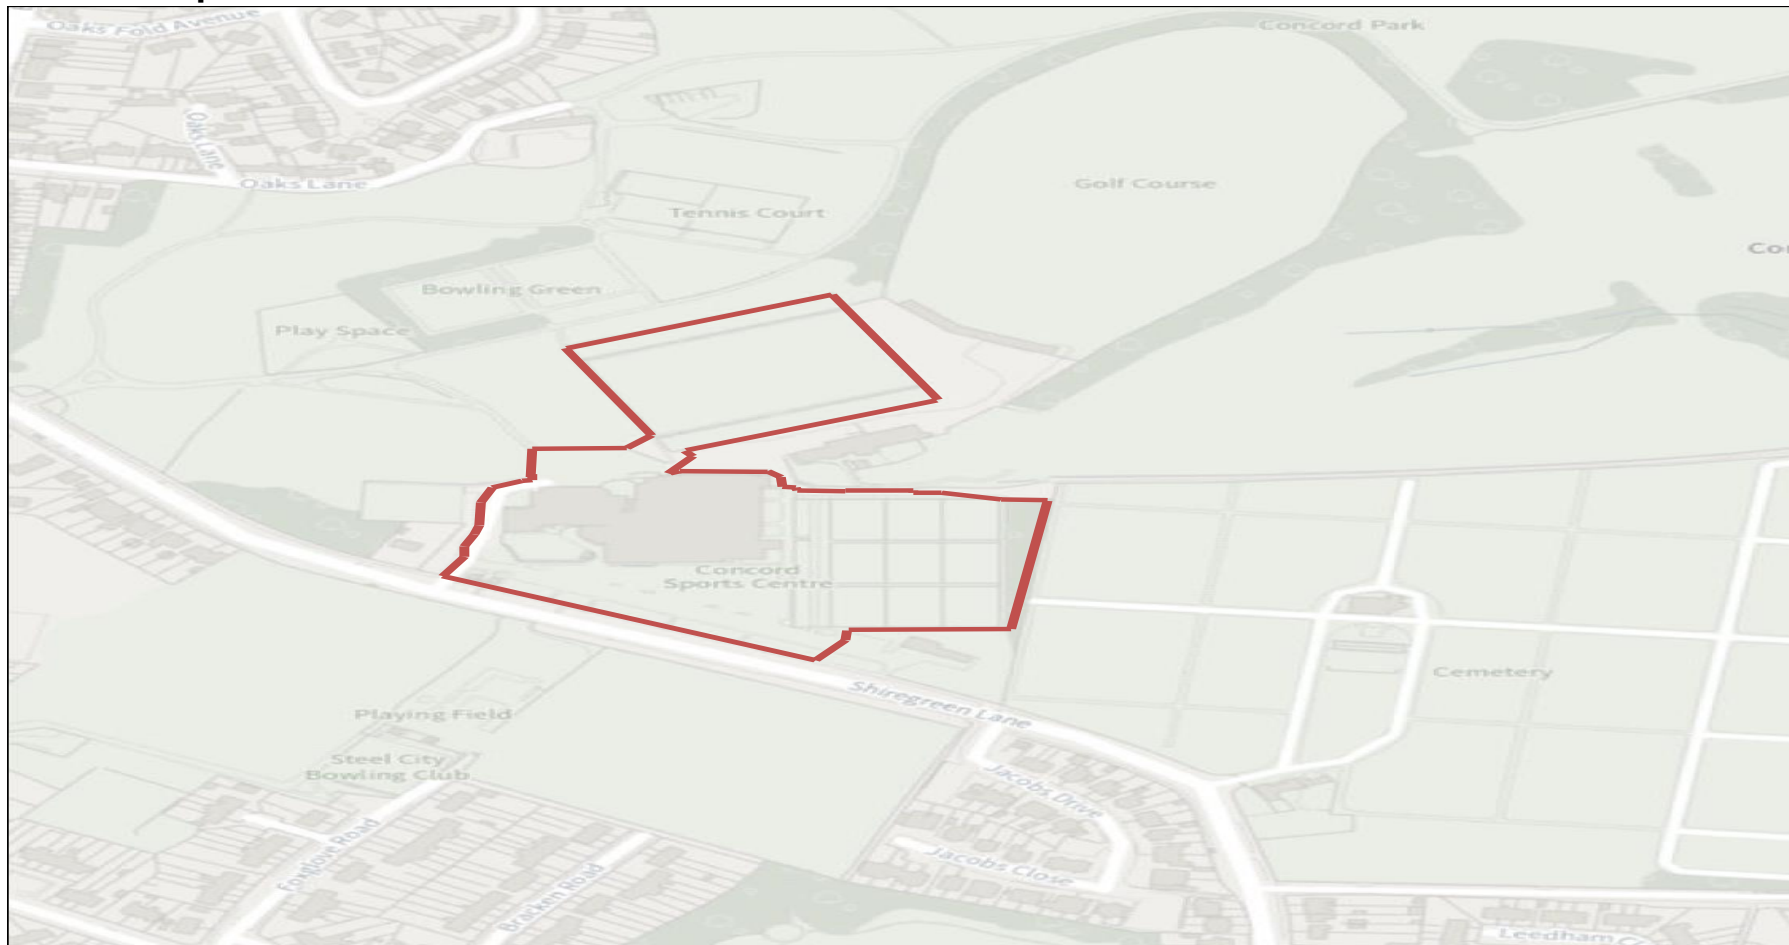 Oaks Fold Avenue
Concord Park
Oaks Lane
Oaks Lane
Golf Course
Tennis Court
Bowling Green
Play Space
Concord
Sports Centre
Shiregreen Lane
Cemetery
Playing Field
Steel City
Bowling Club
Jacobs Drive
Jacobs Close
Foxglove Road
Bracken Road
Leedham